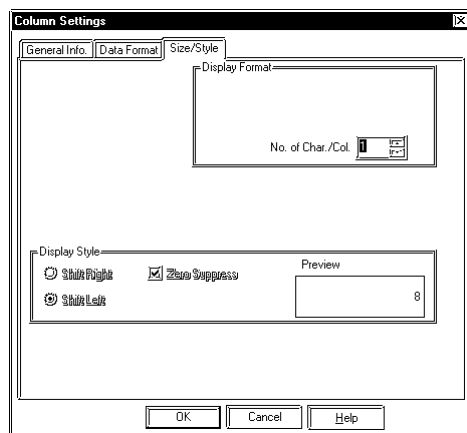 Column Settings
General Info. Data Format Size/Style
Display Format
No. of Char./Col. 1
Display Style
Shift Right Zero Suppress Preview
Shift Left 8
OK Cancel Help